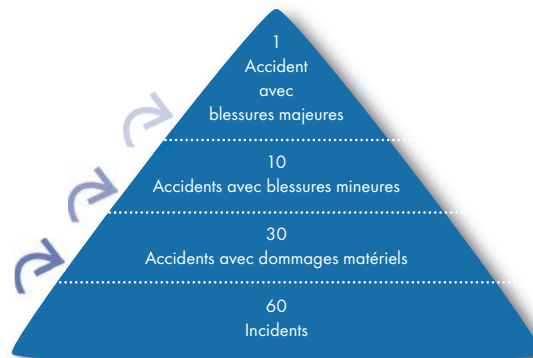 1
Accident
avec
blessures majeures
10
Accidents avec blessures mineures
30
Accidents avec dommages matériels
60
Incidents